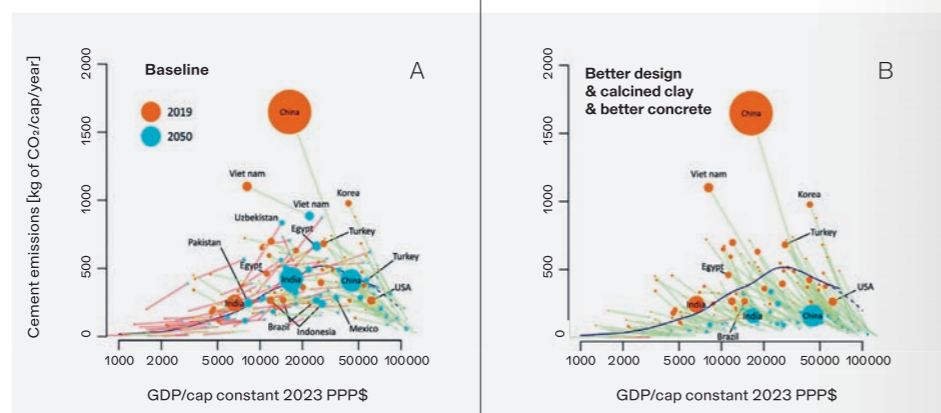 Cement emissions [kg of CO₂/cap/year]
Baseline
A
2019
2050
2000
1500
1000
500
0
China
Viet nam
Viet nam
Korea
Uzbekistan
Egypt
Turkey
Pakistan
Egypt
Turkey
India
China
India
USA
Brazil
Indonesia
Mexico
1000
2000
5000
10000
20000
50000
100000
GDP/cap constant 2023 PPP$
Better design
& calcined clay
& better concrete
B
2000
1500
1000
500
0
China
Viet nam
Korea
Turkey
Egypt
India
USA
India
China
Brazil
1000
2000
5000
10000
20000
50000
100000
GDP/cap constant 2023 PPP$